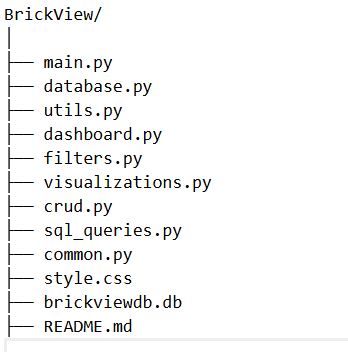 BrickView/
│
├── main.py
├── database.py
├── utils.py
├── dashboard.py
├── filters.py
├── visualizations.py
├── crud.py
├── sql_queries.py
├── common.py
├── style.css
├── brickviewdb.db
├── README.md